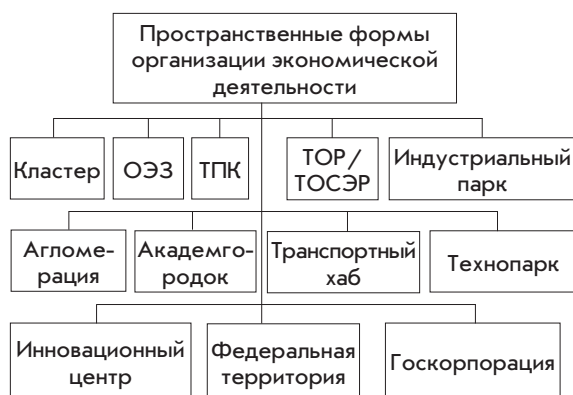 Пространственные формы
организации экономической
деятельности
Кластер
ОЭЗ
ТПК
ТОР/
ТОСЭР
Индустриальный
парк
Агломе-
рация
Академго-
родок
Транспортный
хаб
Технопарк
Инновационный
центр
Федеральная
территория
Госкорпорация